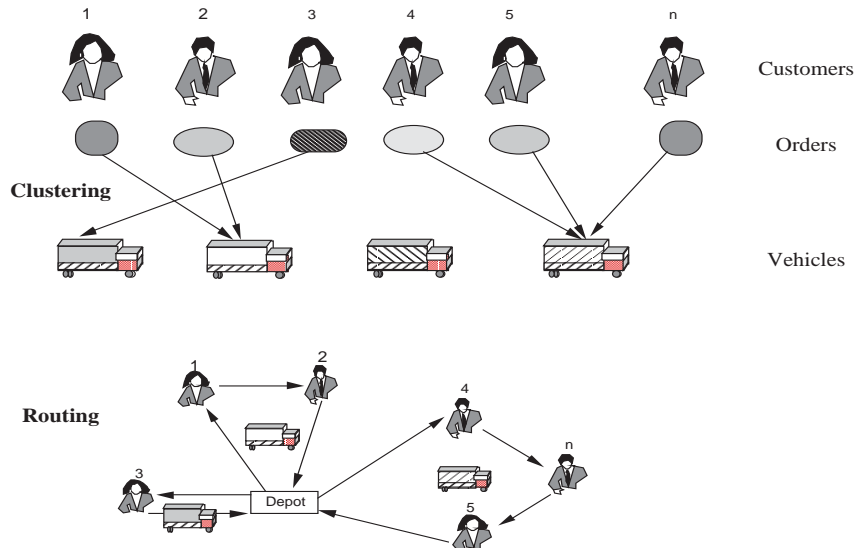 1 2 3 4 5 n
Customers
Orders
Clustering
Vehicles
1 2
4
Routing
n
3
Depot
5